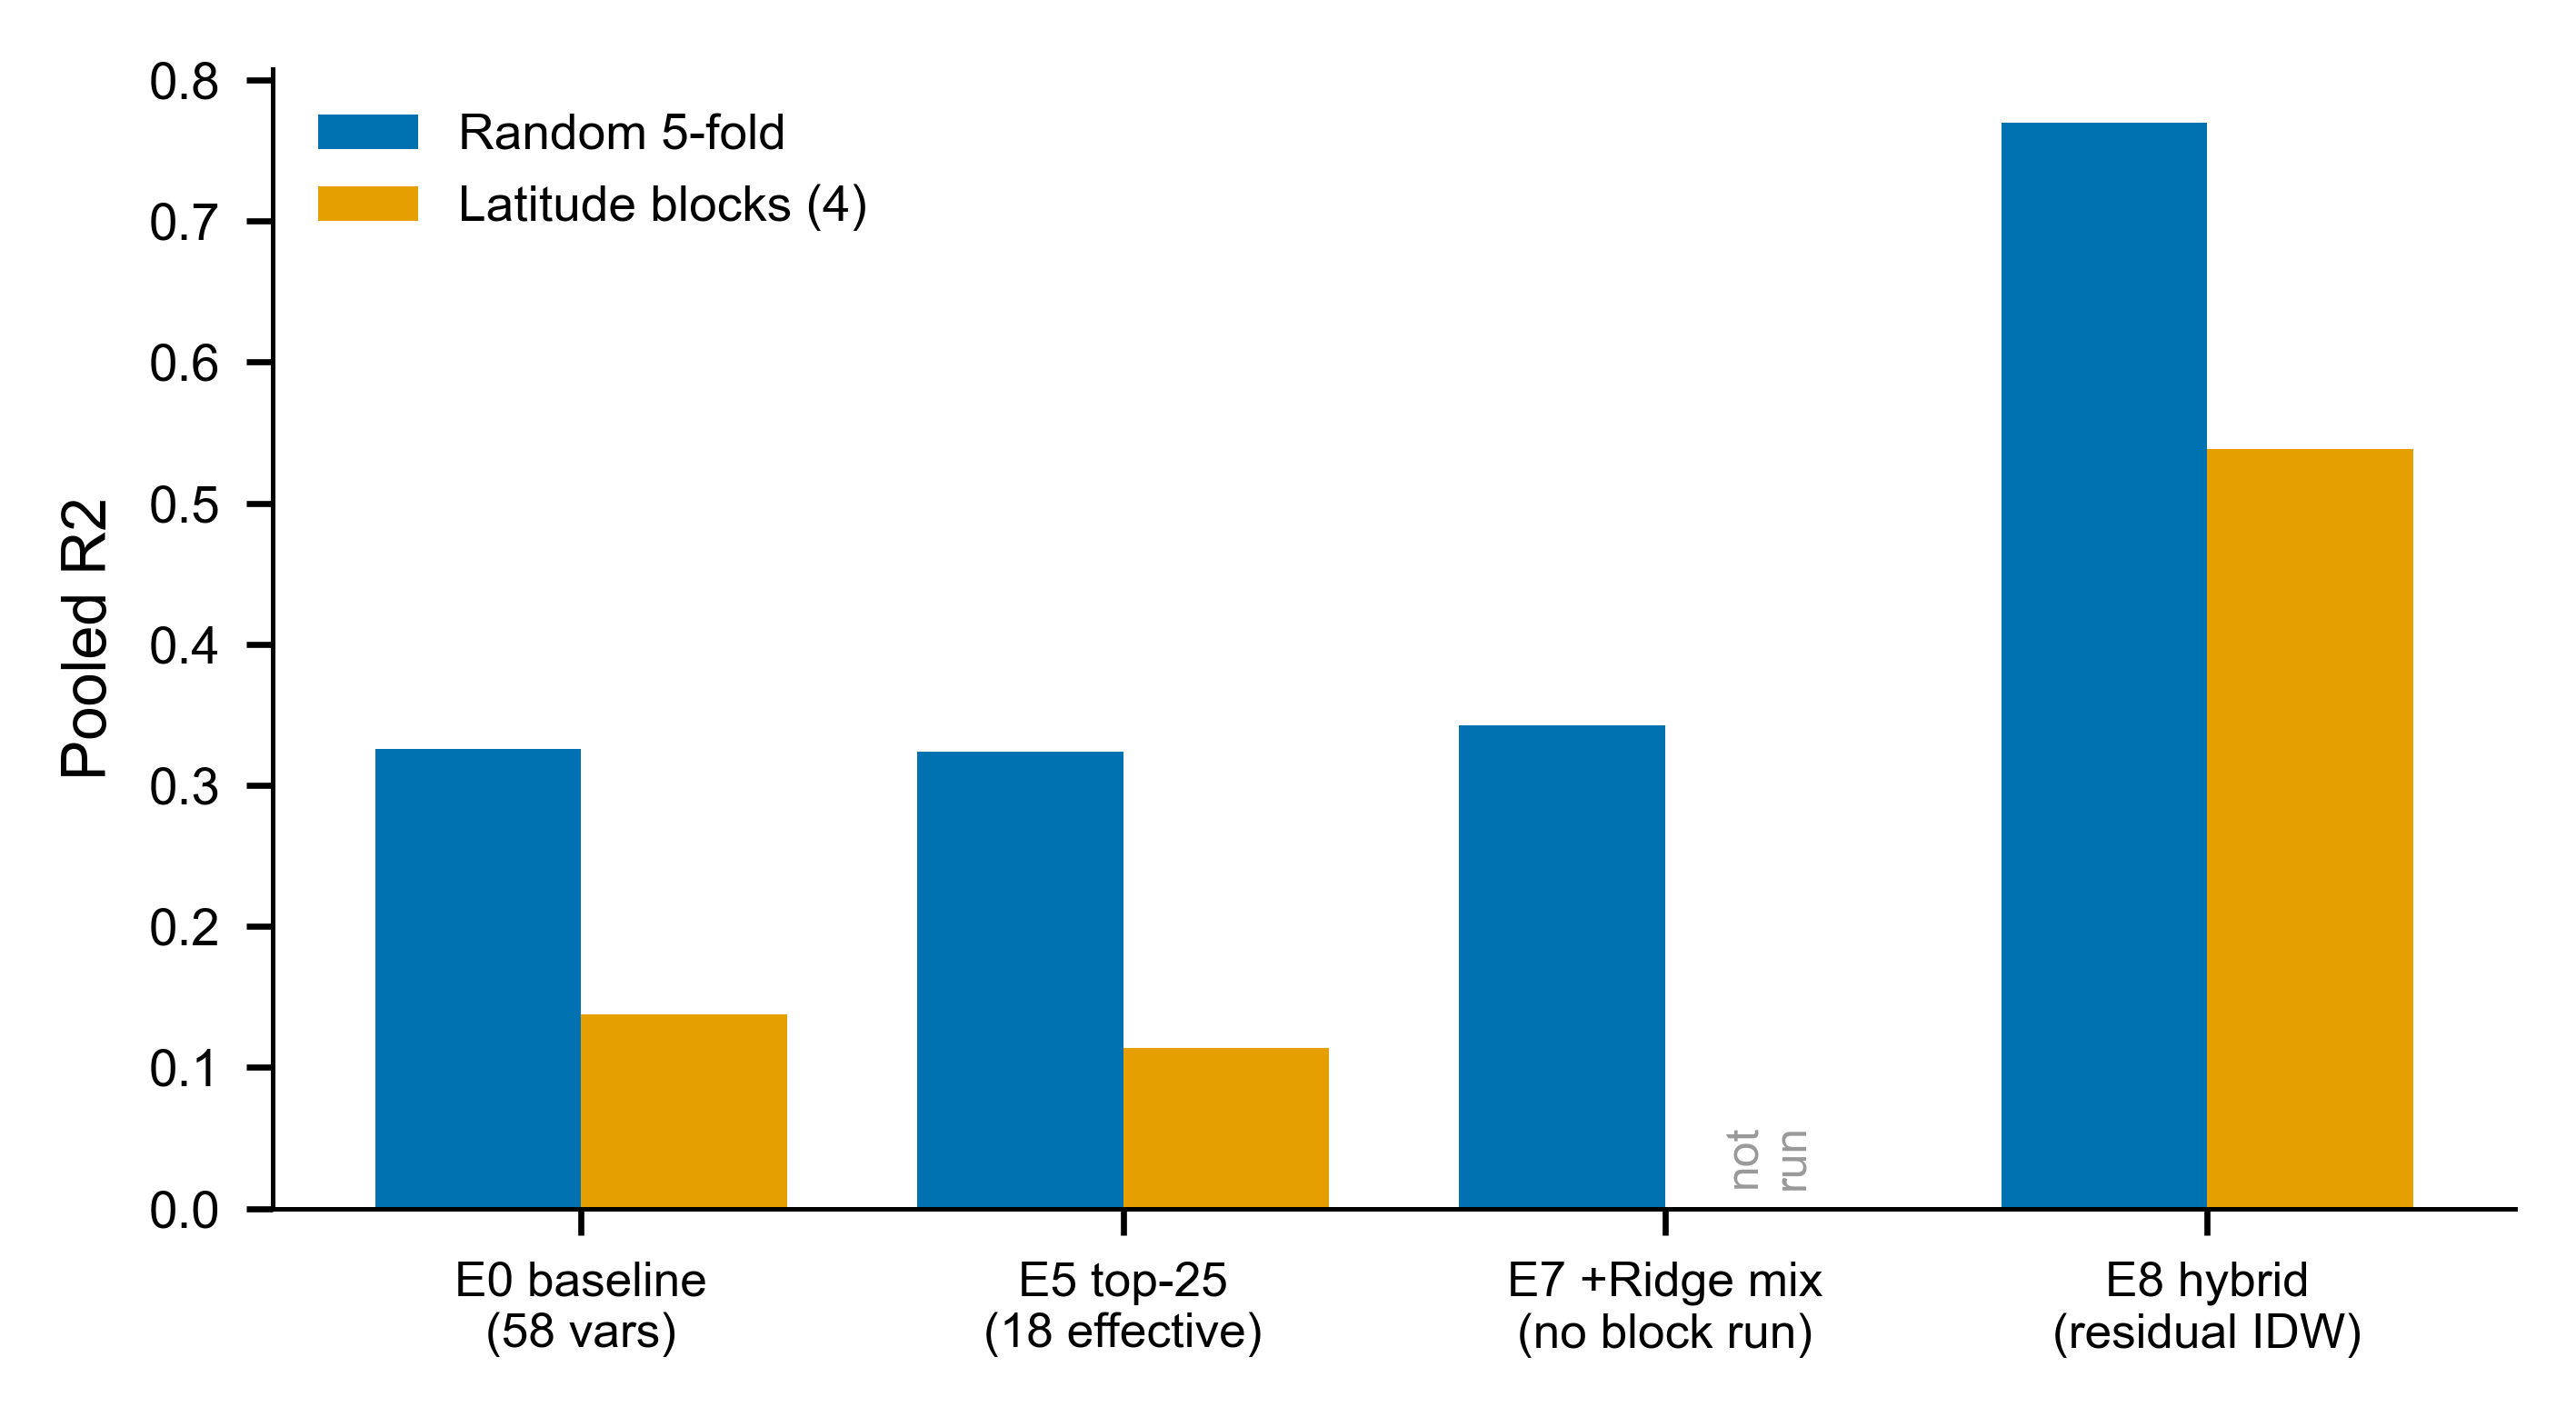 Pooled R2
0.8
0.7
0.6
0.5
0.4
0.3
0.2
0.1
0.0
Random 5-fold
Latitude blocks (4)
not
run
E0 baseline
(58 vars)
E5 top-25
(18 effective)
E7 +Ridge mix
(no block run)
E8 hybrid
(residual IDW)